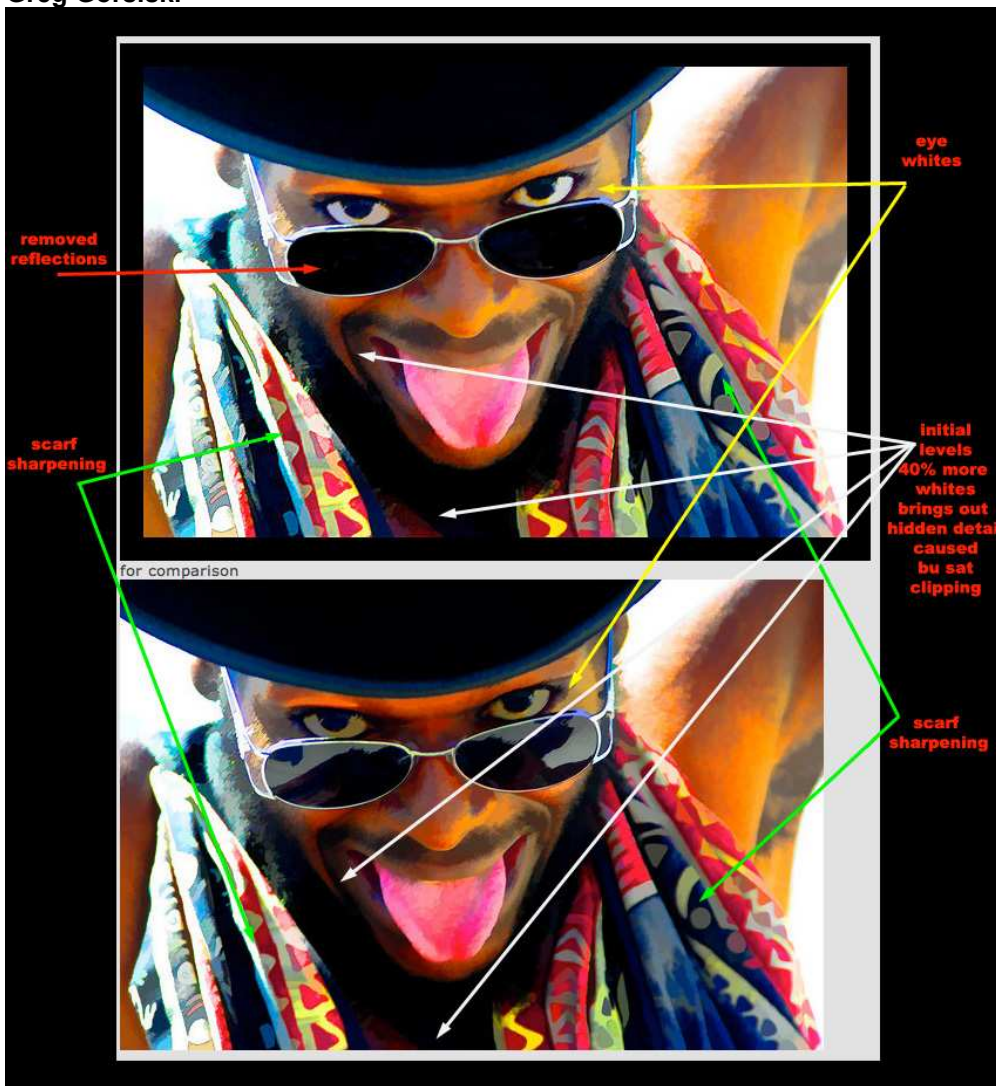 eye
whites
removed
reflections
scarf
sharpening
initial
levels
40% more
whites
brings out
hidden detai
caused
bu sat
clipping
for comparison
scarf
sharpening